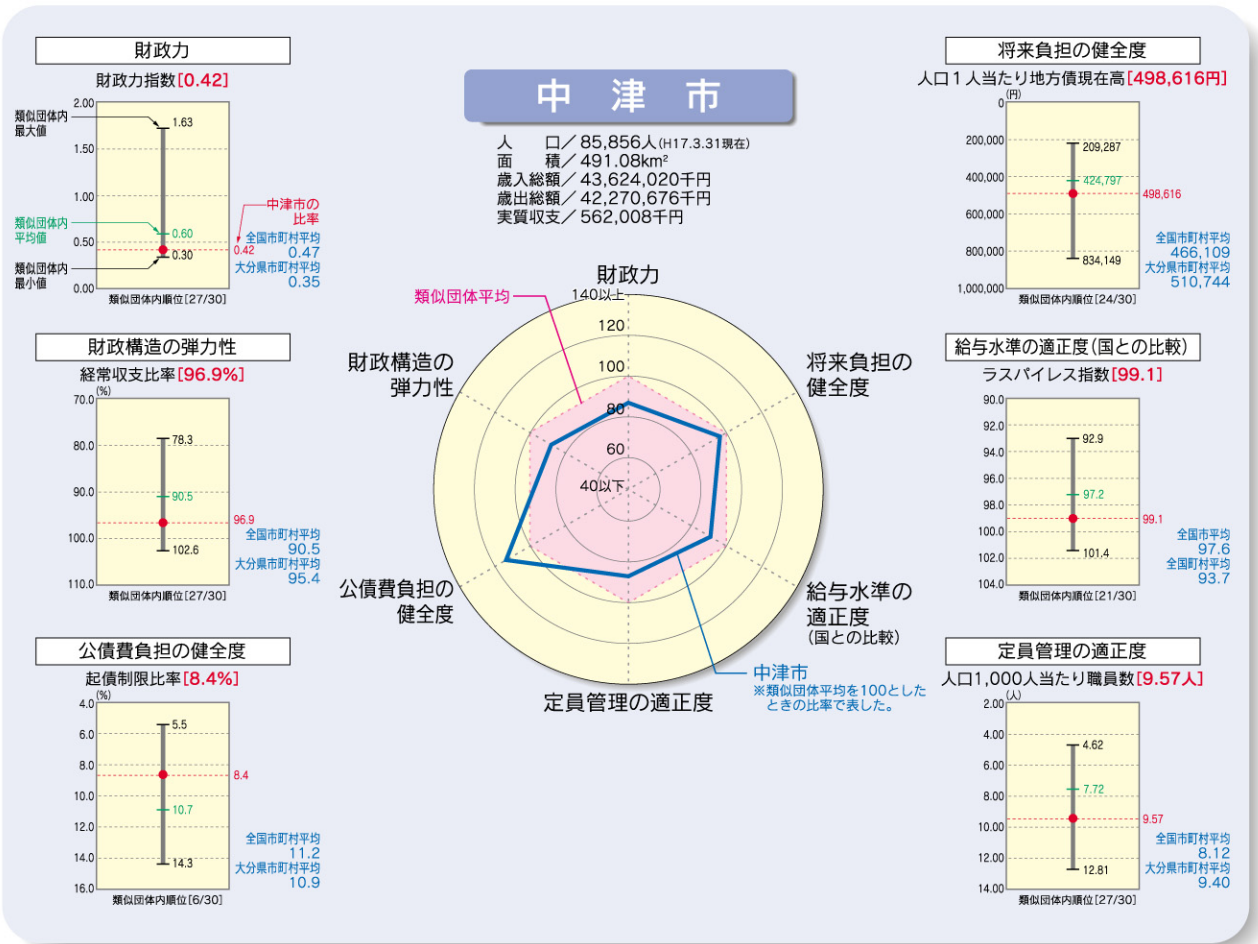 中津市
人　　口／85,856人(H17.3.31現在)
面　　積／491.08km²
歳入総額／43,624,020千円
歳出総額／42,270,676千円
実質収支／562,008千円
財政力
財政力指数[0.42]
2.00
1.50
1.00
0.50
0.00
類似団体内
最大値
1.63
類似団体内
平均値
0.60
類似団体内
最小値
0.30
中津市の
比率
0.42
全国市町村平均
0.47
大分県市町村平均
0.35
類似団体内順位[27/30]
財政構造の弾力性
経常収支比率[96.9%]
(%)
70.0
80.0
90.0
100.0
110.0
78.3
90.5
96.9
102.6
全国市町村平均
90.5
大分県市町村平均
95.4
類似団体内順位[27/30]
公債費負担の健全度
起債制限比率[8.4%]
(%)
4.0
6.0
8.0
10.0
12.0
14.0
16.0
5.5
8.4
10.7
14.3
全国市町村平均
11.2
大分県市町村平均
10.9
類似団体内順位[6/30]
財政力
類似団体平均
140以上
120
100
80
60
40以下
財政構造の
弾力性
将来負担の
健全度
公債費負担の
健全度
給与水準の
適正度
(国との比較)
定員管理の適正度
中津市
※類似団体平均を100とした
ときの比率で表した。
将来負担の健全度
人口1人当たり地方債現在高[498,616円]
(円)
0
200,000
400,000
600,000
800,000
1,000,000
209,287
424,797
498,616
834,149
全国市町村平均
466,109
大分県市町村平均
510,744
類似団体内順位[24/30]
給与水準の適正度(国との比較)
ラスパイレス指数[99.1]
90.0
92.0
94.0
96.0
98.0
100.0
102.0
104.0
92.9
97.2
99.1
101.4
全国市平均
97.6
全国町村平均
93.7
類似団体内順位[21/30]
定員管理の適正度
人口1,000人当たり職員数[9.57人]
(人)
2.00
4.00
6.00
8.00
10.00
12.00
14.00
4.62
7.72
9.57
12.81
全国市町村平均
8.12
大分県市町村平均
9.40
類似団体内順位[27/30]